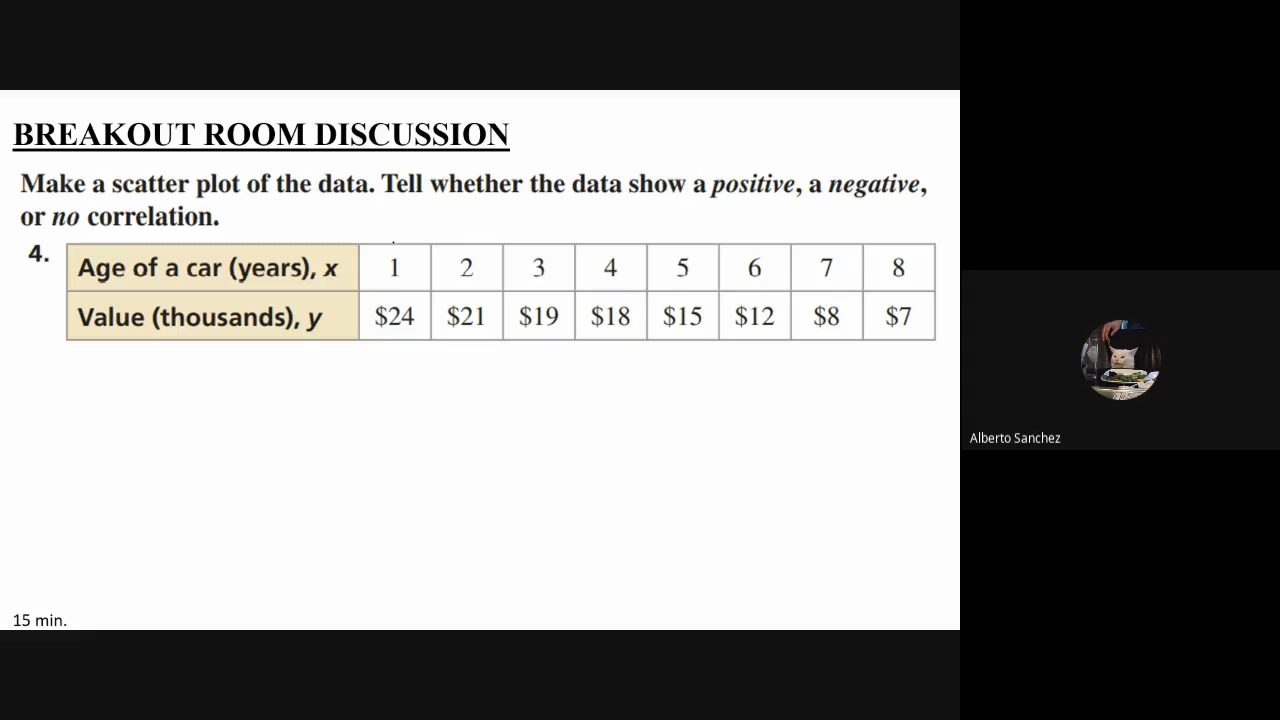 BREAKOUT ROOM DISCUSSION
Make a scatter plot of the data. Tell whether the data show a positive, a negative,
or no correlation.
4.
Age of a car (years), x 1 2 3 4 5 6 7 8
Value (thousands), y $24 $21 $19 $18 $15 $12 $8 $7
Alberto Sanchez
15 min.